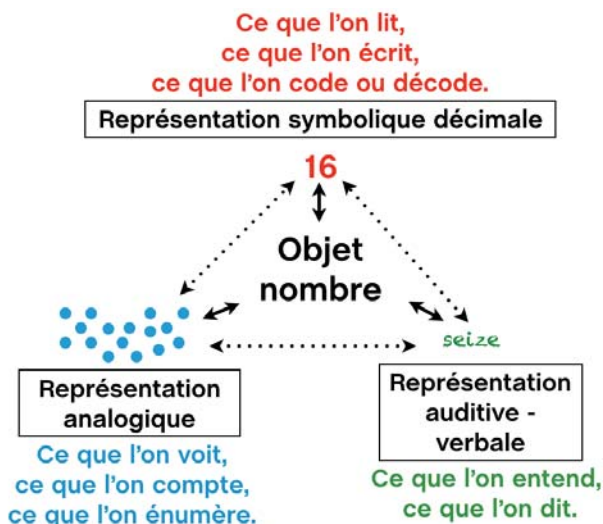 Ce que l'on lit,
ce que l'on écrit,
ce que l'on code ou décode.
Représentation symbolique décimale
16
Objet
nombre
seize
Représentation
analogique
Ce que l'on voit,
ce que l'on compte,
ce que l'on énumère.
Représentation
auditive -
verbale
Ce que l'on entend,
ce que l'on dit.